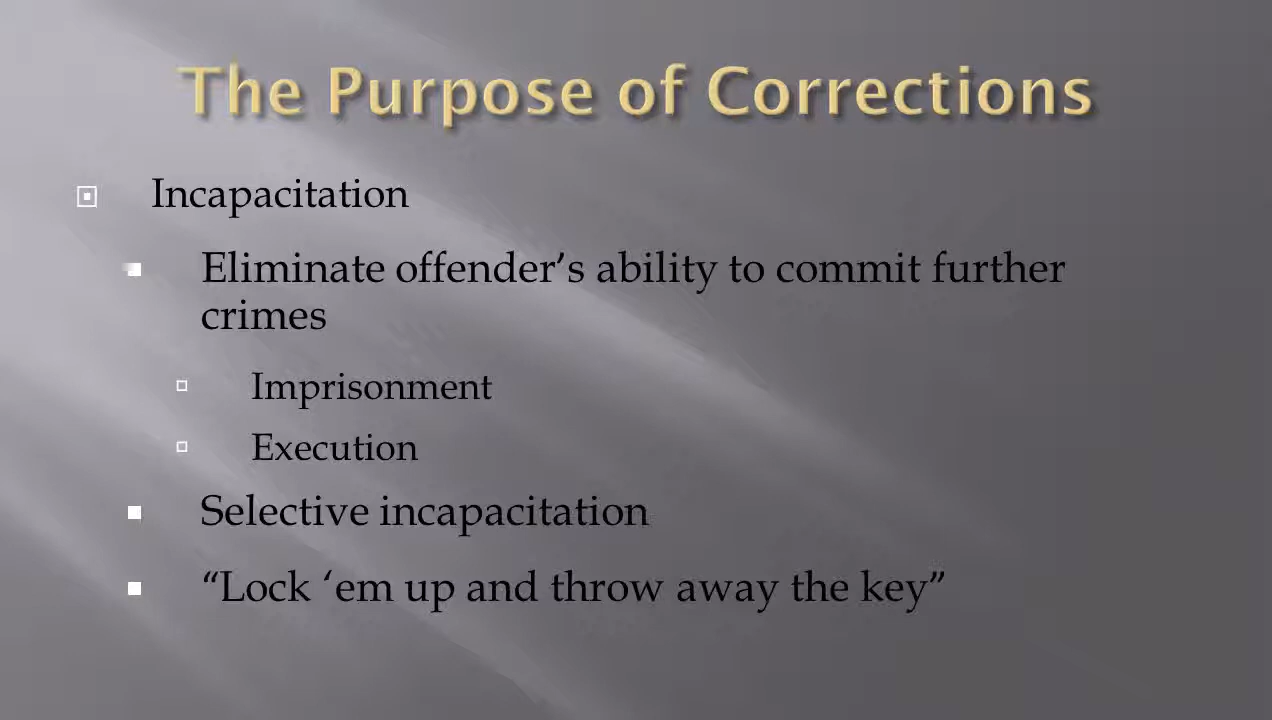 The Purpose of Corrections
Incapacitation
Eliminate offender’s ability to commit further
crimes
Imprisonment
Execution
Selective incapacitation
“Lock ‘em up and throw away the key”